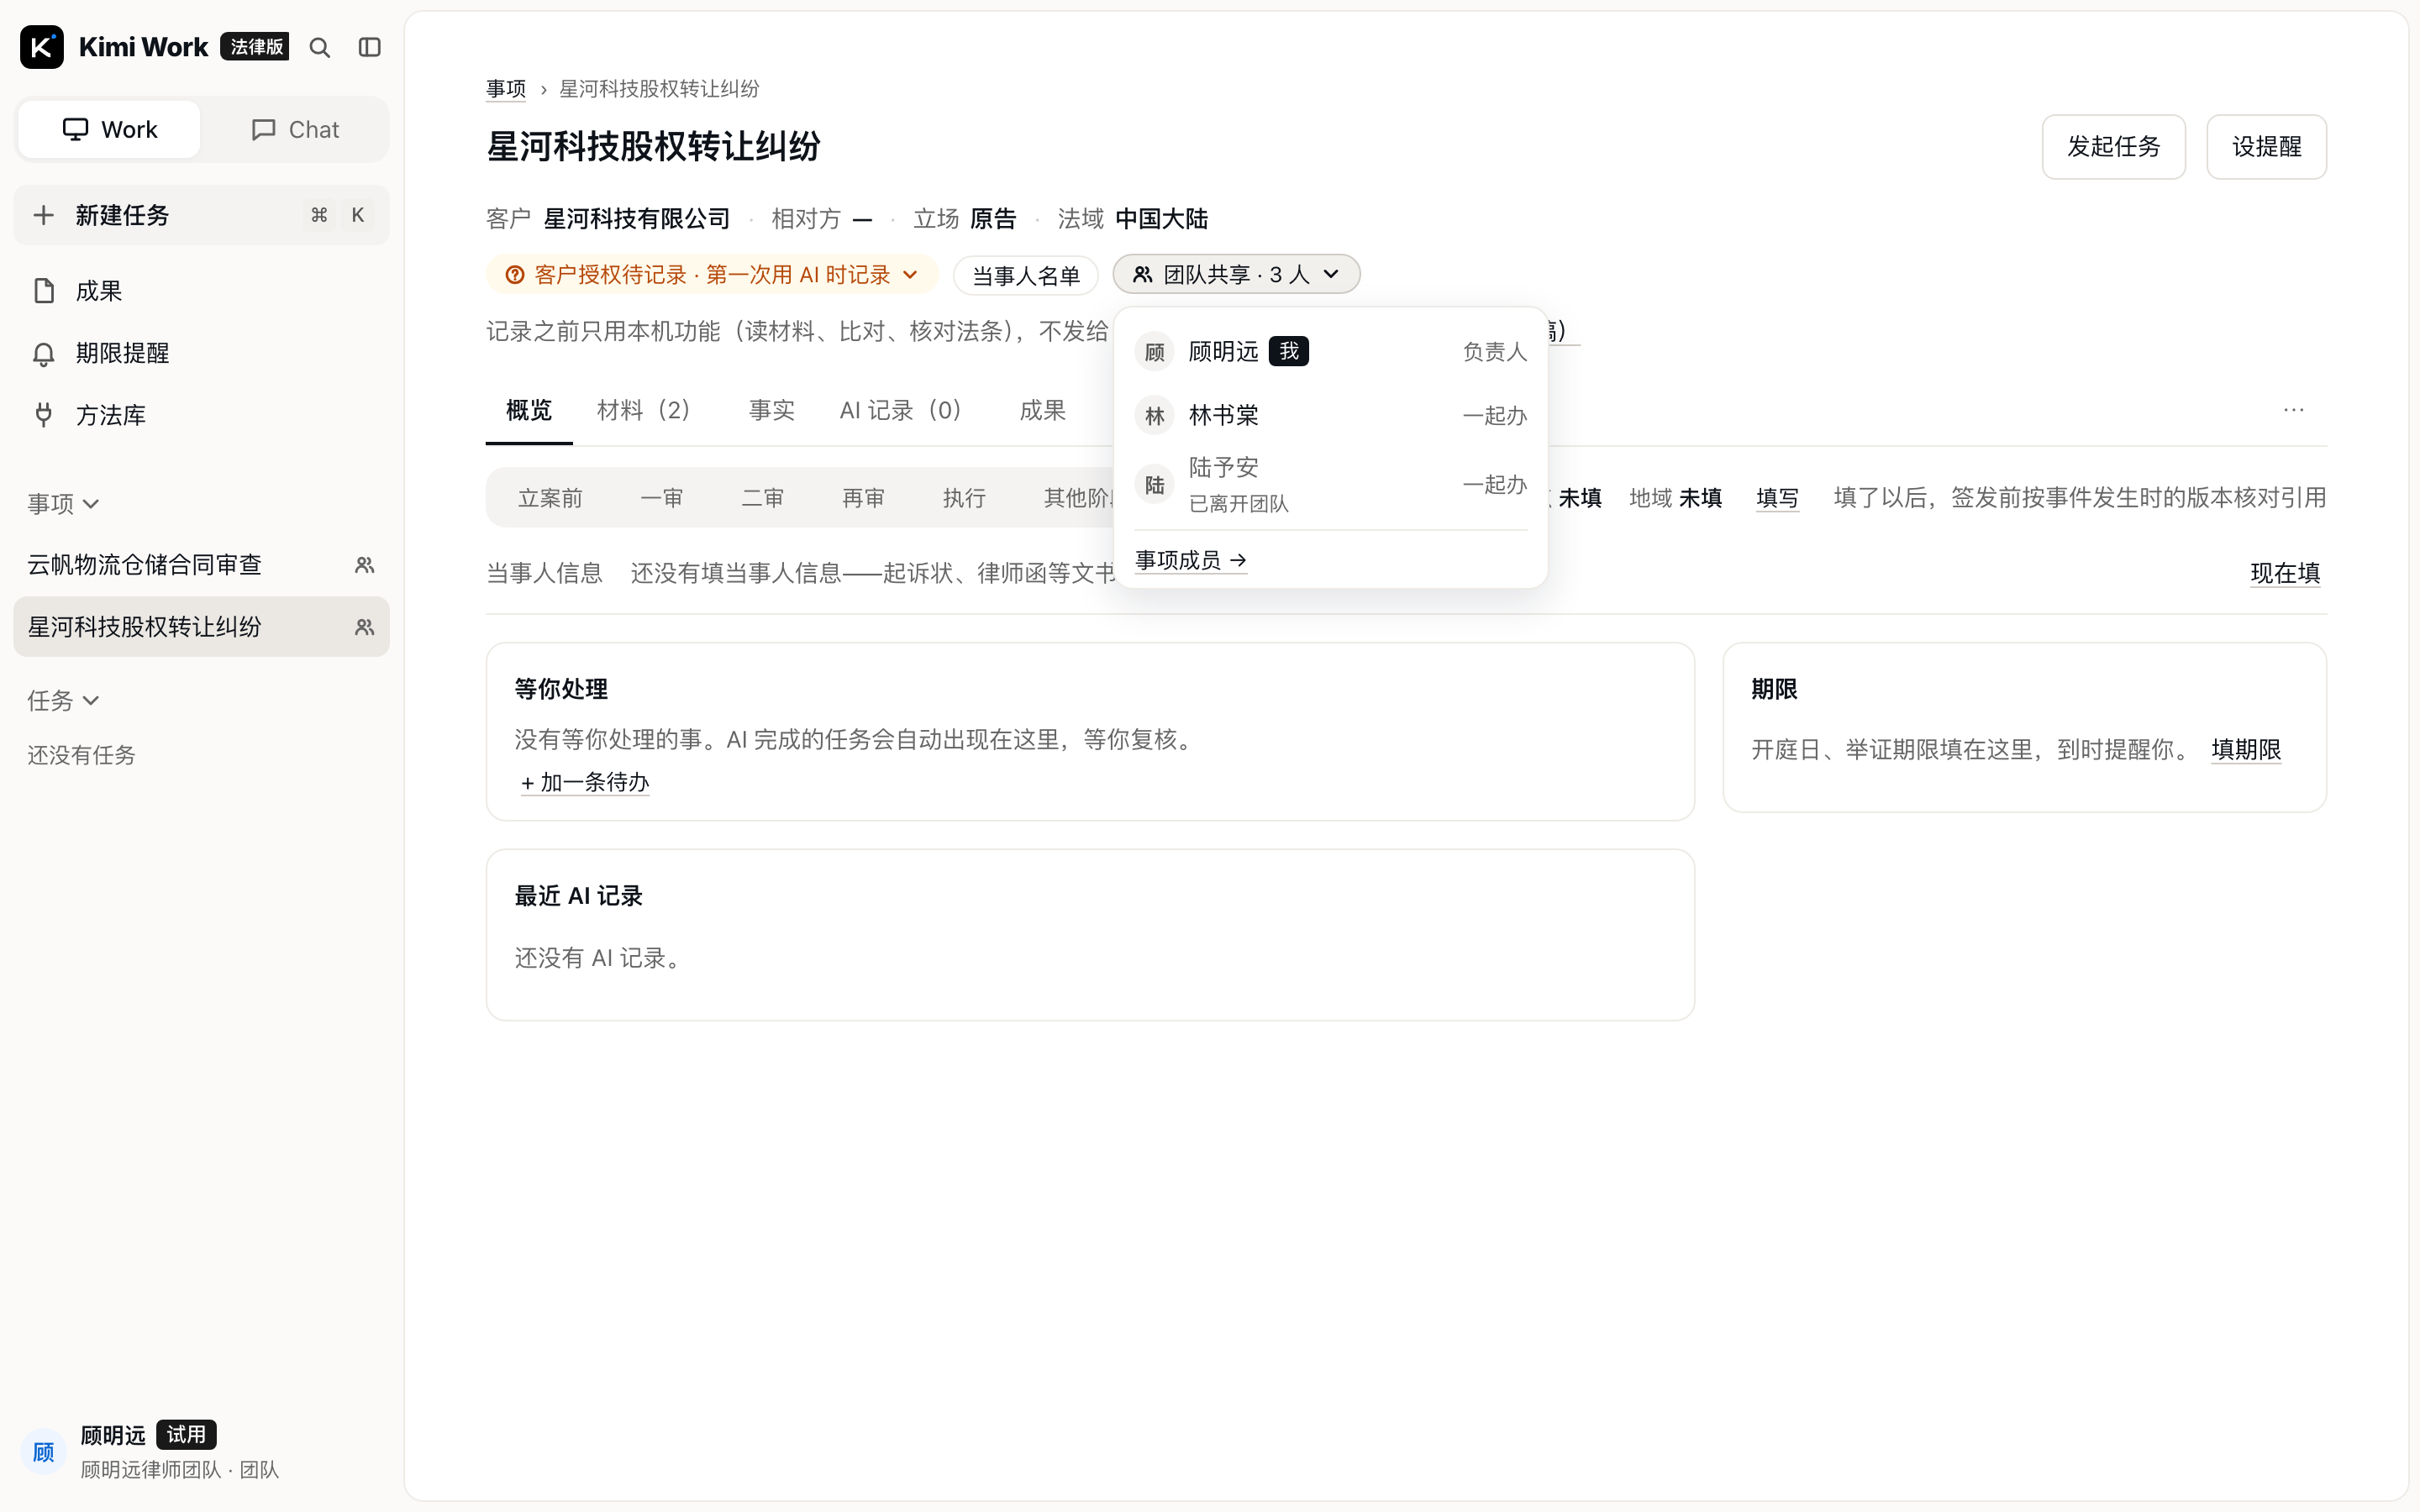 Kimi Work 法律版
Work
Chat
新建任务 ⌘ K
成果
期限提醒
方法库
事项
云帆物流仓储合同审查
星河科技股权转让纠纷
任务
还没有任务
顾 顾明远 试用
顾明远律师团队 · 团队
事项 › 星河科技股权转让纠纷
星河科技股权转让纠纷
发起任务
设提醒
客户 星河科技有限公司 · 相对方 — · 立场 原告 · 法域 中国大陆
客户授权待记录 · 第一次用 AI 时记录
当事人名单
团队共享 · 3 人
记录之前只用本机功能（读材料、比对、核对法条），不发给
顾 顾明远 我 负责人
林 林书棠 一起办
陆 陆予安 一起办
已离开团队
事项成员 →
概览 材料（2） 事实 AI 记录（0） 成果 ···
立案前 一审 二审 再审 执行 其他阶
未填 地域 未填 填写 填了以后，签发前按事件发生时的版本核对引用
当事人信息 还没有填当事人信息——起诉状、律师函等文书
现在填
等你处理
没有等你处理的事。AI 完成的任务会自动出现在这里，等你复核。
+ 加一条待办
期限
开庭日、举证期限填在这里，到时提醒你。 填期限
最近 AI 记录
还没有 AI 记录。